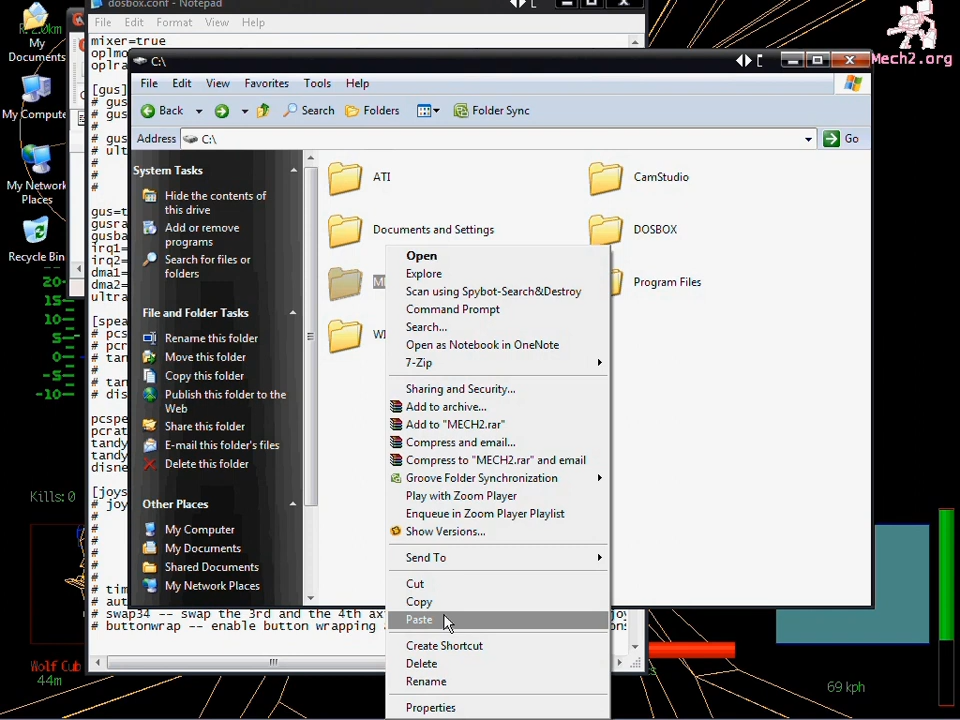 dosbox.conf - Notepad
File Edit Format View Help
mixer=true
[gus]
[joys
# swap34 -- swap the 3rd and the 4th ax
# buttonwrap -- enable button wrapping
C:\
File Edit View Favorites Tools Help
Back Search Folders Folder Sync
Address C:\ Go
System Tasks
Hide the contents of
this drive
Add or remove
programs
Search for files or
folders
File and Folder Tasks
Rename this folder
Move this folder
Copy this folder
Publish this folder to the
Web
Share this folder
E-mail this folder's files
Delete this folder
Other Places
My Computer
My Documents
Shared Documents
My Network Places
ATI
CamStudio
Documents and Settings
DOSBOX
Program Files
Open
Explore
Scan using Spybot-Search&Destroy
Command Prompt
Search...
Open as Notebook in OneNote
7-Zip
Sharing and Security...
Add to archive...
Add to "MECH2.rar"
Compress and email...
Compress to "MECH2.rar" and email
Groove Folder Synchronization
Play with Zoom Player
Enqueue in Zoom Player Playlist
Show Versions...
Send To
Cut
Copy
Paste
Create Shortcut
Delete
Rename
Properties
My
Documents
My Compute
My Network
Places
Recycle Bin
20
15
10
5
0
-5
-10
Kills: 0
Wolf Cub
44m
69 kph
Mech2.org